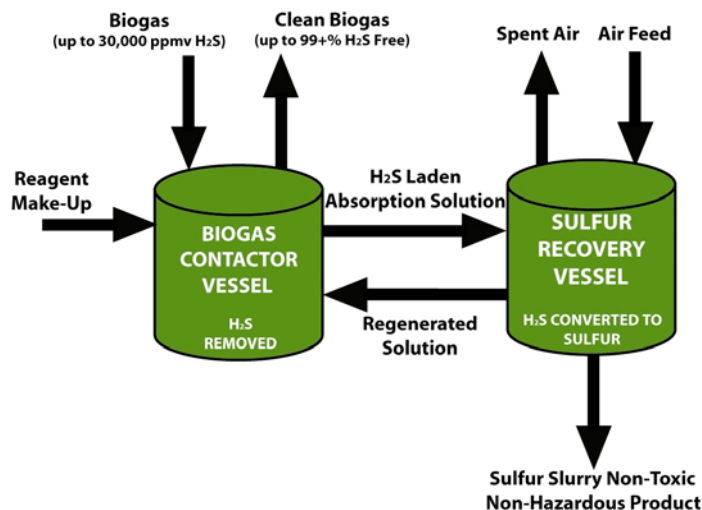 Biogas
(up to 30,000 ppmv H₂S)
Clean Biogas
(up to 99+% H₂S Free)
Spent Air
Air Feed
Reagent
Make-Up
H₂S Laden
Absorption Solution
BIOGAS
CONTACTOR
VESSEL
H₂S
REMOVED
SULFUR
RECOVERY
VESSEL
H₂S CONVERTED TO
SULFUR
Regenerated
Solution
Sulfur Slurry Non-Toxic
Non-Hazardous Product